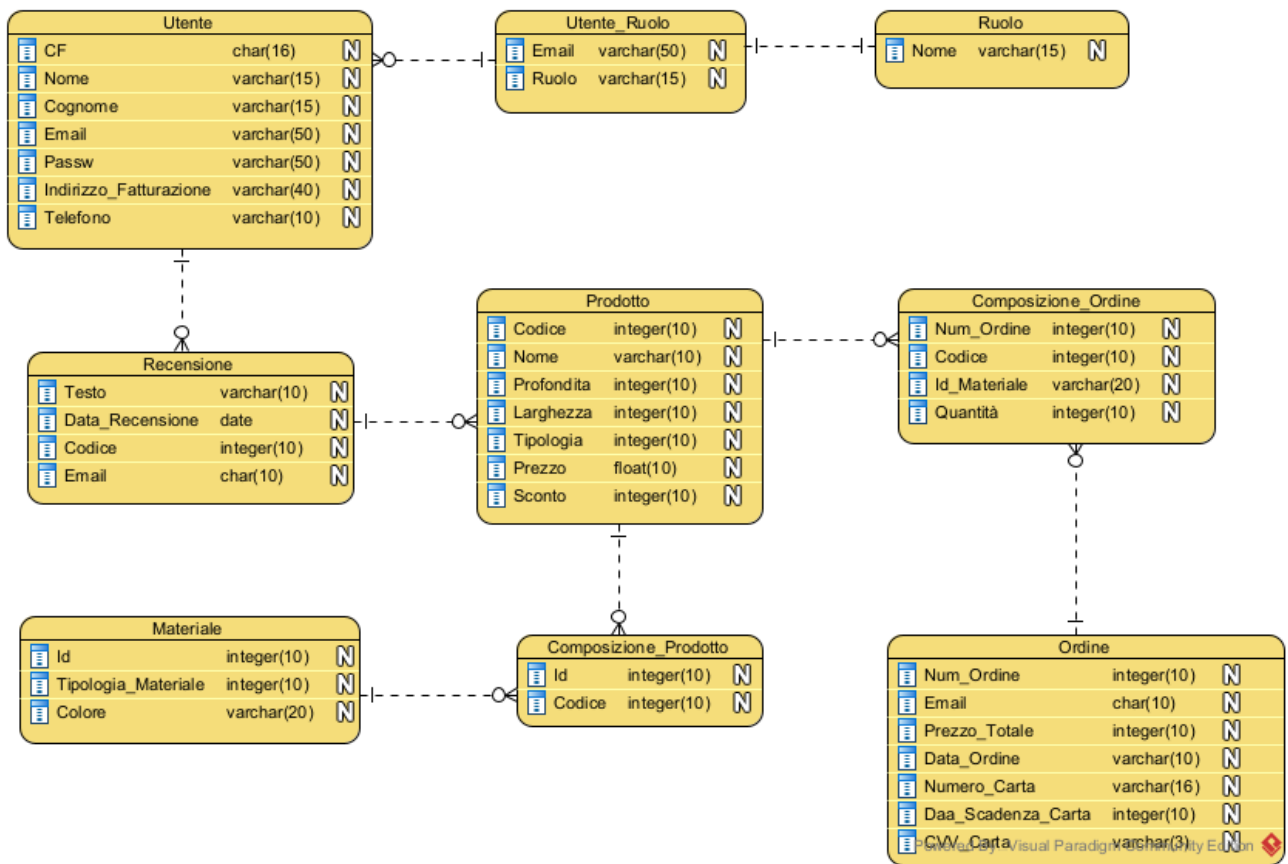 Utente
CF char(16) N
Nome varchar(15) N
Cognome varchar(15) N
Email varchar(50) N
Passw varchar(50) N
Indirizzo_Fatturazione varchar(40) N
Telefono varchar(10) N
Utente_Ruolo
Email varchar(50) N
Ruolo varchar(15) N
Ruolo
Nome varchar(15) N
Recensione
Testo varchar(10) N
Data_Recensione date N
Codice integer(10) N
Email char(10) N
Prodotto
Codice integer(10) N
Nome varchar(10) N
Profondita integer(10) N
Larghezza integer(10) N
Tipologia integer(10) N
Prezzo float(10) N
Sconto integer(10) N
Composizione_Ordine
Num_Ordine integer(10) N
Codice integer(10) N
Id_Materiale varchar(20) N
Quantità integer(10) N
Materiale
Id integer(10) N
Tipologia_Materiale integer(10) N
Colore varchar(20) N
Composizione_Prodotto
Id integer(10) N
Codice integer(10) N
Ordine
Num_Ordine integer(10) N
Email char(10) N
Prezzo_Totale integer(10) N
Data_Ordine varchar(10) N
Numero_Carta varchar(16) N
Daa_Scadenza_Carta integer(10) N
CVV_Carta varchar(3) N
Powered By Visual Paradigm Community Edition